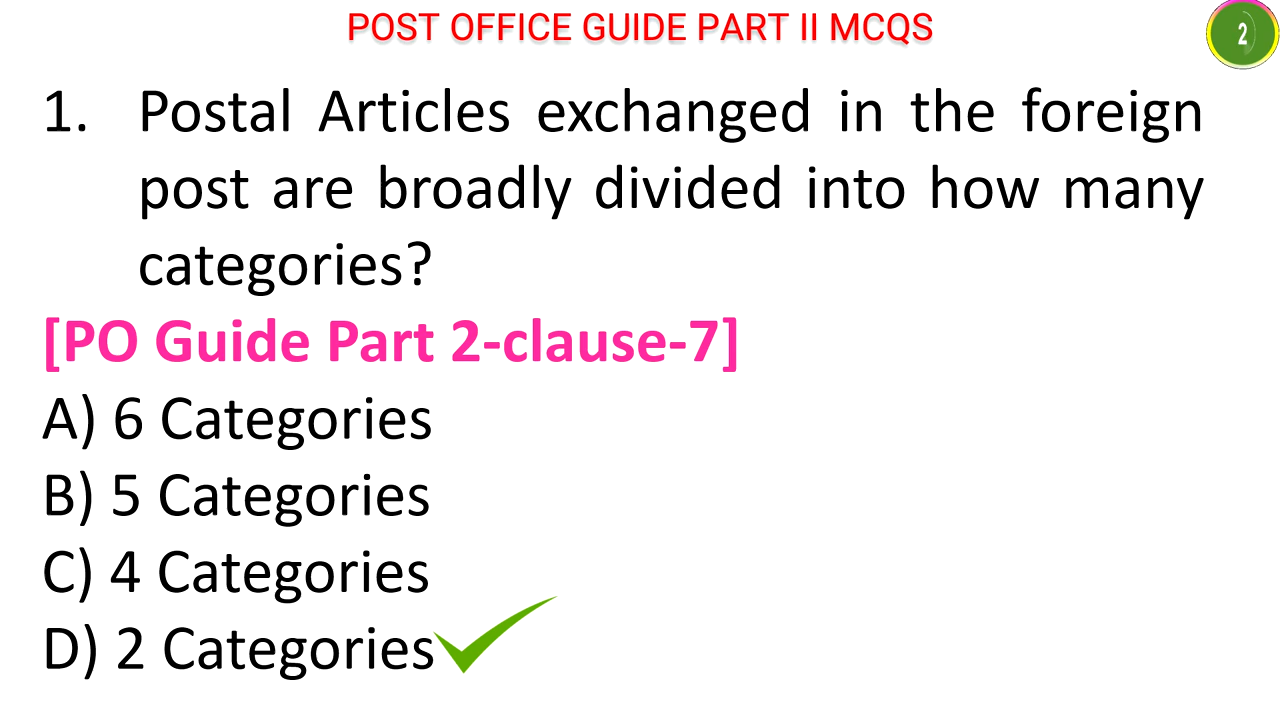 POST OFFICE GUIDE PART II MCQS
2
1. Postal Articles exchanged in the foreign
post are broadly divided into how many
categories?
[PO Guide Part 2-clause-7]
A) 6 Categories
B) 5 Categories
C) 4 Categories
D) 2 Categories